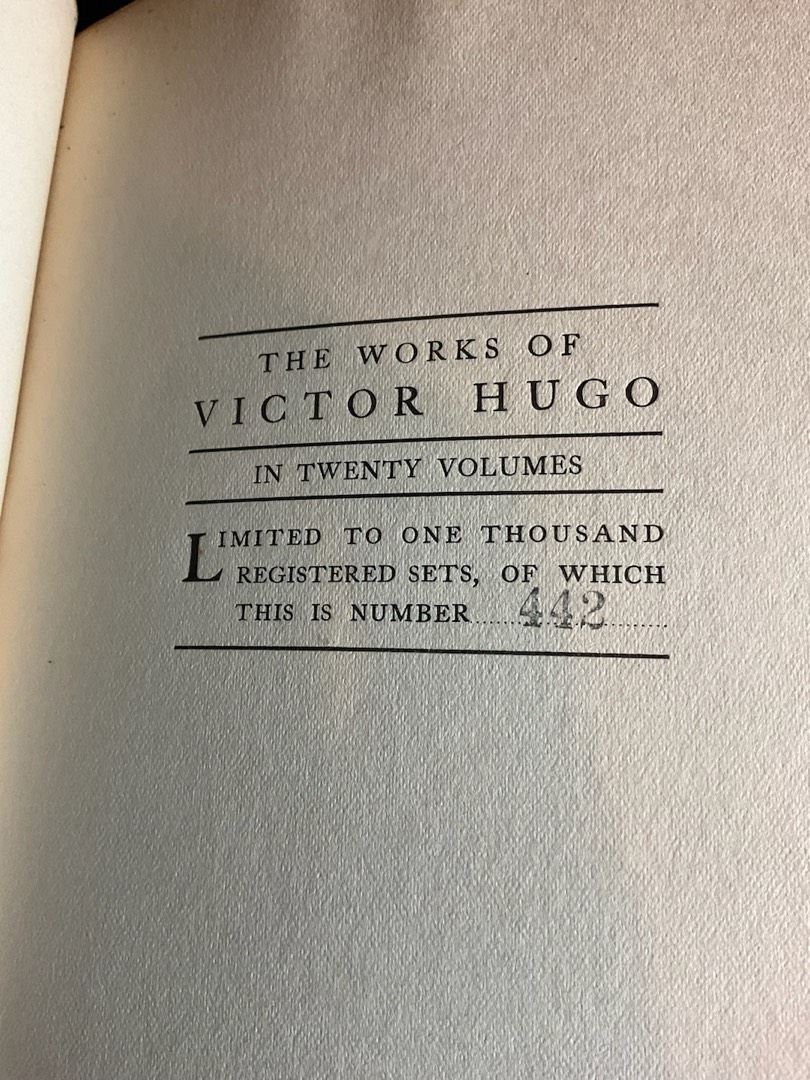 THE WORKS OF
VICTOR HUGO
IN TWENTY VOLUMES
LIMITED TO ONE THOUSAND
REGISTERED SETS, OF WHICH
THIS IS NUMBER......442..........